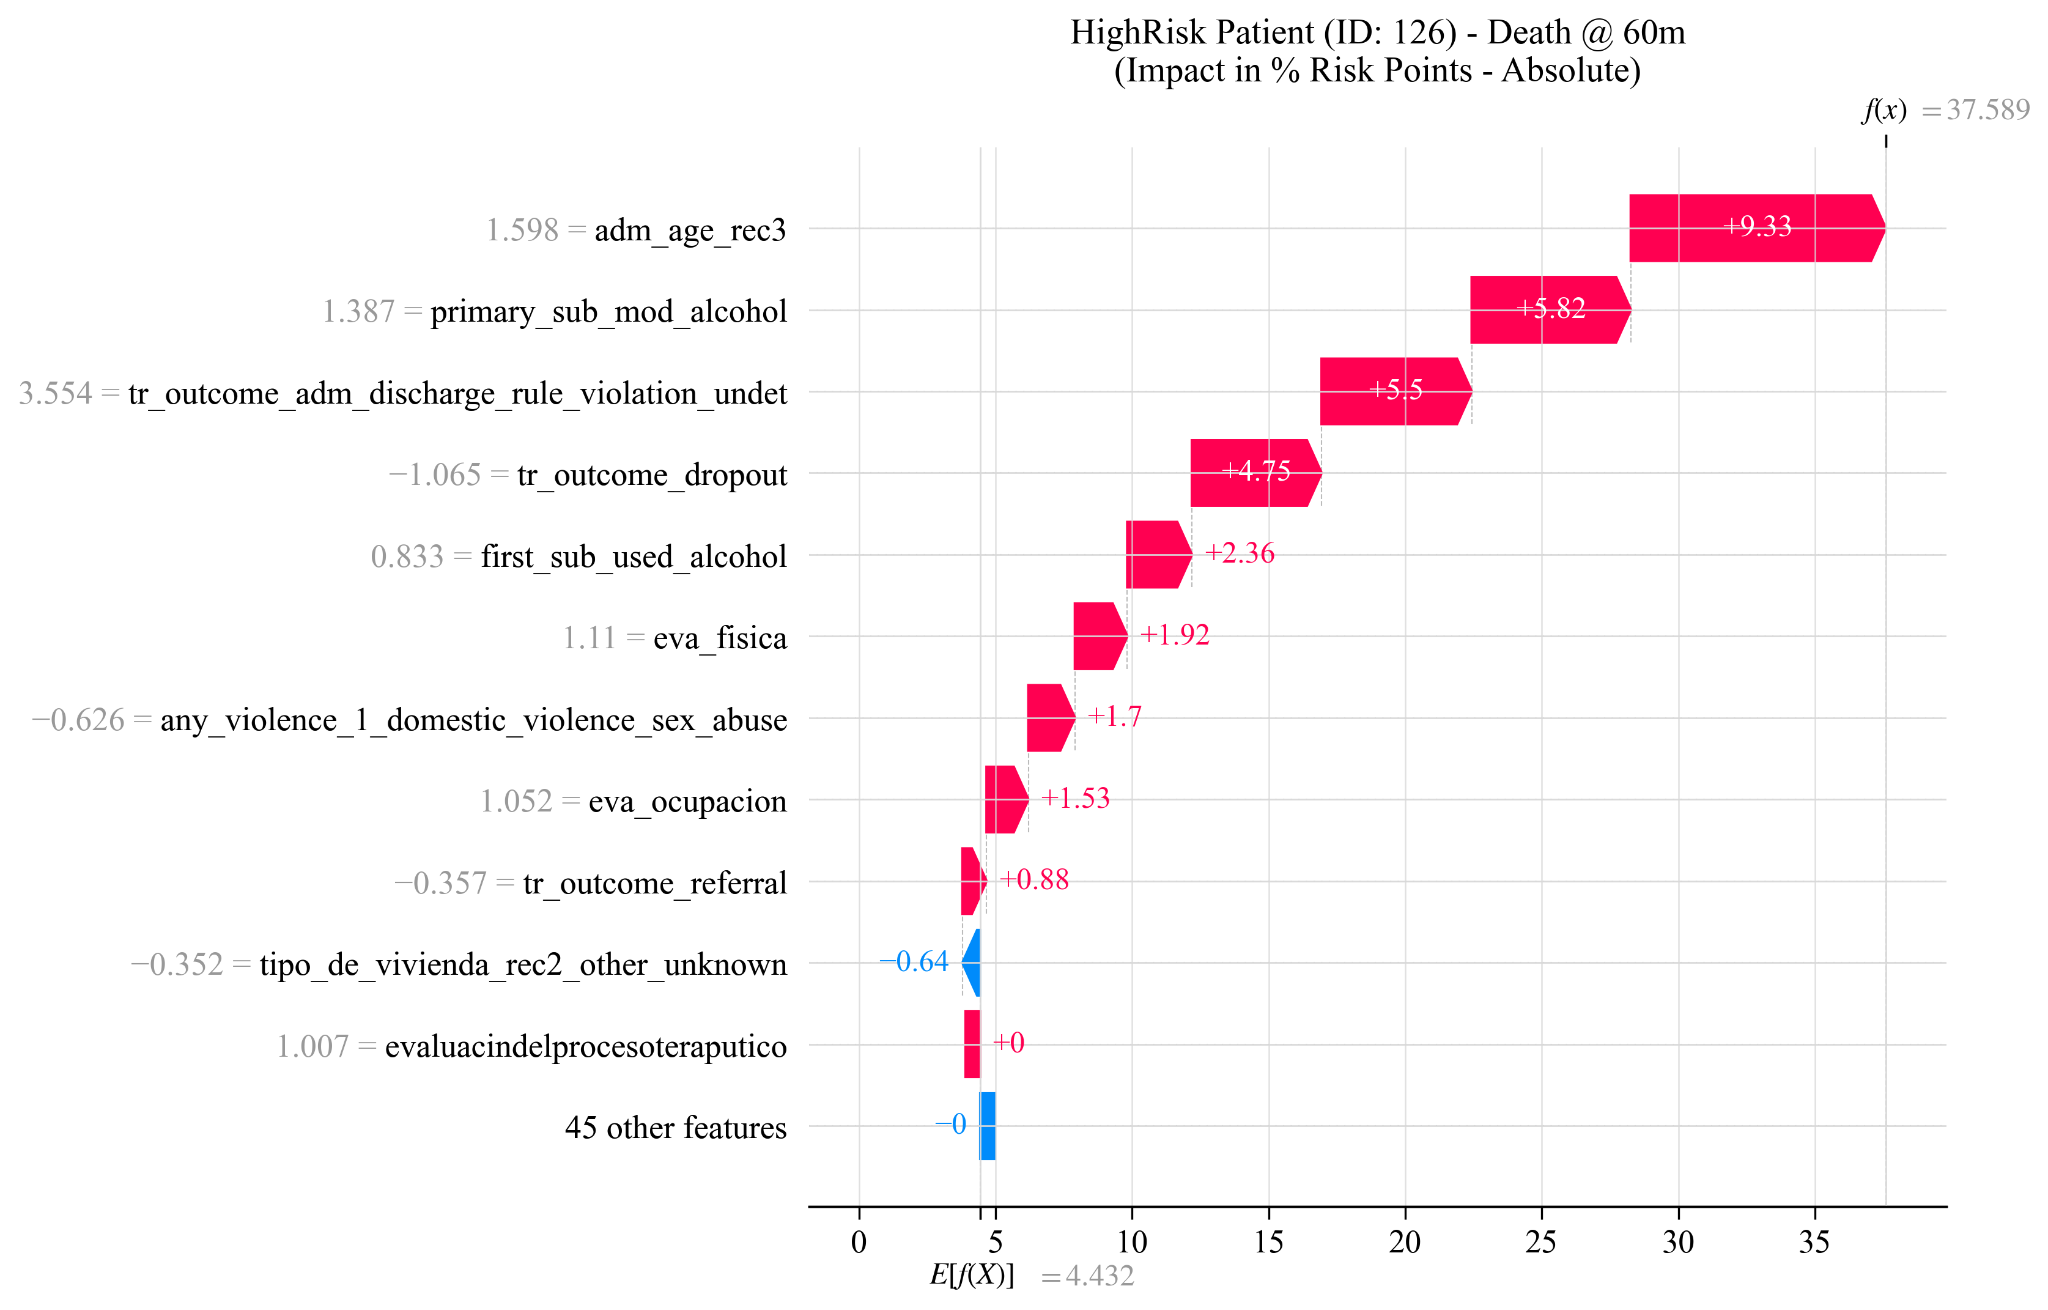 HighRisk Patient (ID: 126) - Death @ 60m
(Impact in % Risk Points - Absolute)
f(x) = 37.589
1.598 = adm_age_rec3 +9.33
1.387 = primary_sub_mod_alcohol +5.82
3.554 = tr_outcome_adm_discharge_rule_violation_undet +5.5
−1.065 = tr_outcome_dropout +4.75
0.833 = first_sub_used_alcohol +2.36
1.11 = eva_fisica +1.92
−0.626 = any_violence_1_domestic_violence_sex_abuse +1.7
1.052 = eva_ocupacion +1.53
−0.357 = tr_outcome_referral +0.88
−0.352 = tipo_de_vivienda_rec2_other_unknown −0.64
1.007 = evaluacindelprocesoteraputico +0
45 other features −0
0 5 10 15 20 25 30 35
E[f(X)] = 4.432